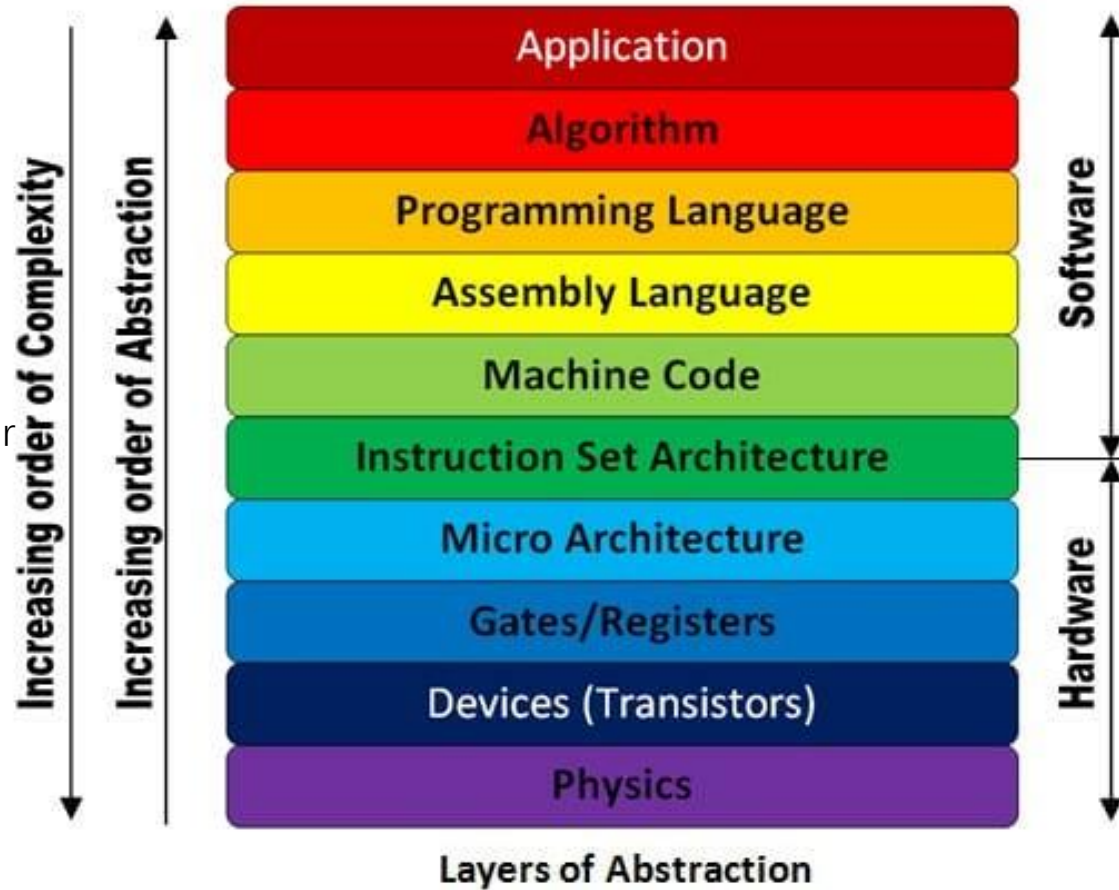 Increasing order of Complexity
Increasing order of Abstraction
Application
Algorithm
Programming Language
Assembly Language
Machine Code
r
Instruction Set Architecture
Micro Architecture
Gates/Registers
Devices (Transistors)
Physics
Software
Hardware
Layers of Abstraction